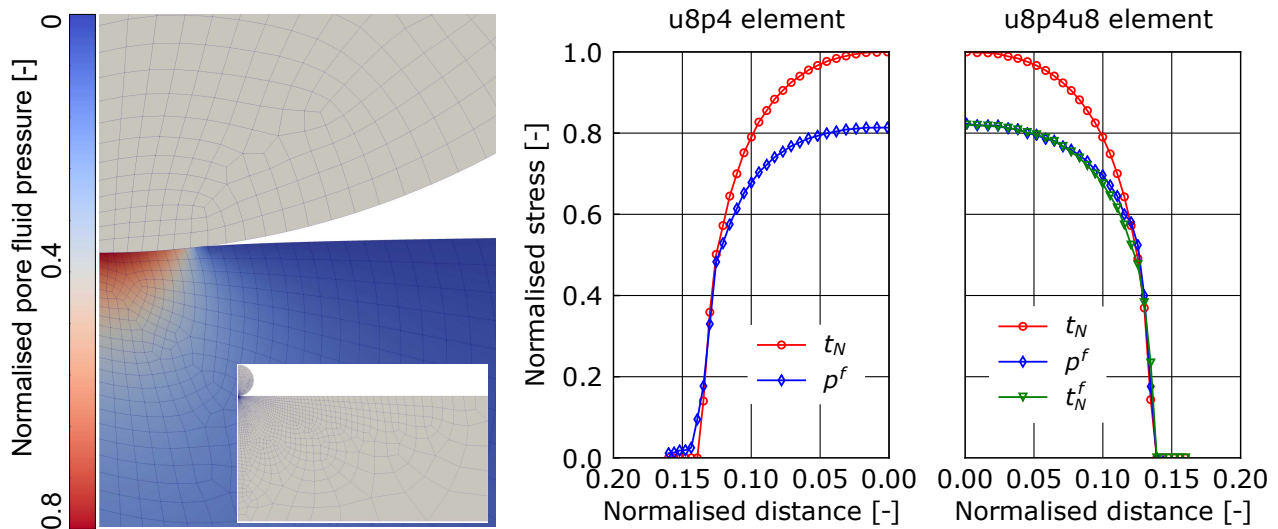 Normalised pore fluid pressure [-]
0
0.4
0.8
u8p4 element
Normalised stress [-]
1.0
0.8
0.6
0.4
0.2
0.0
t_N
p^f
0.20 0.15 0.10 0.05 0.00
Normalised distance [-]
u8p4u8 element
t_N
p^f
t_N^f
0.00 0.05 0.10 0.15 0.20
Normalised distance [-]